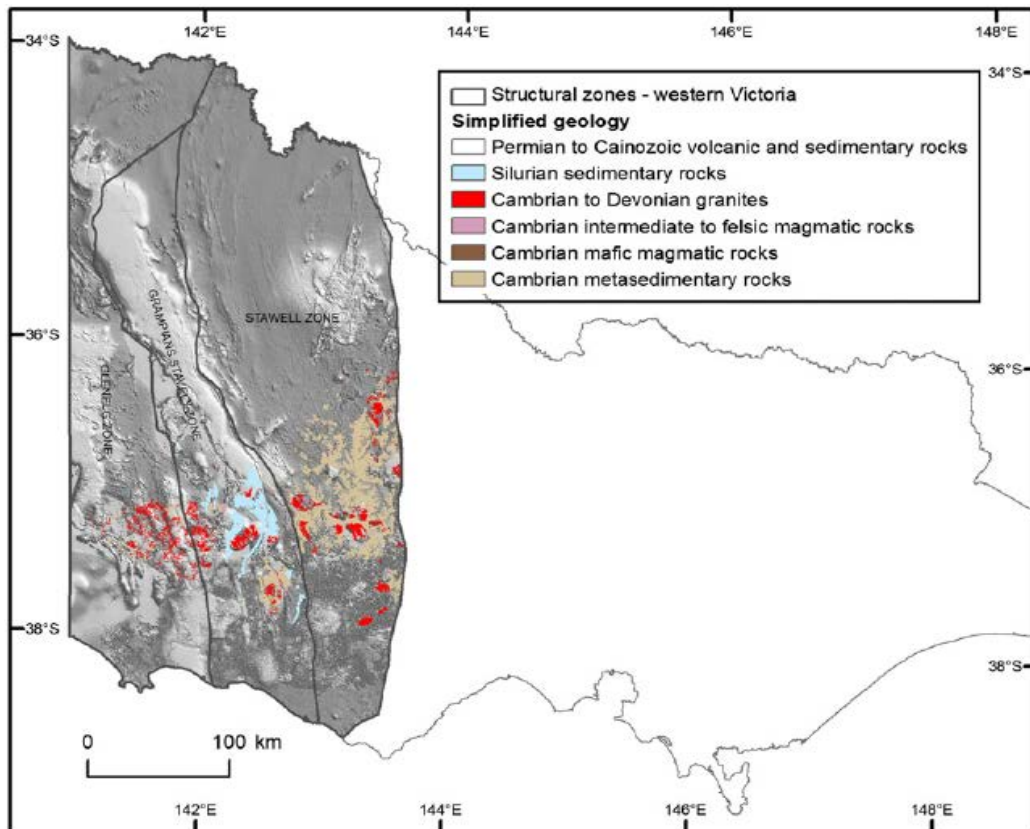 142°E
144°E
146°E
148°E
34°S
34°S
Structural zones - western Victoria
Simplified geology
Permian to Cainozoic volcanic and sedimentary rocks
Silurian sedimentary rocks
Cambrian to Devonian granites
Cambrian intermediate to felsic magmatic rocks
Cambrian mafic magmatic rocks
Cambrian metasedimentary rocks
STAWELL ZONE
GRAMPIANS-STAVELY ZONE
GLENELG ZONE
36°S
36°S
38°S
38°S
0
100 km
142°E
144°E
146°E
148°E